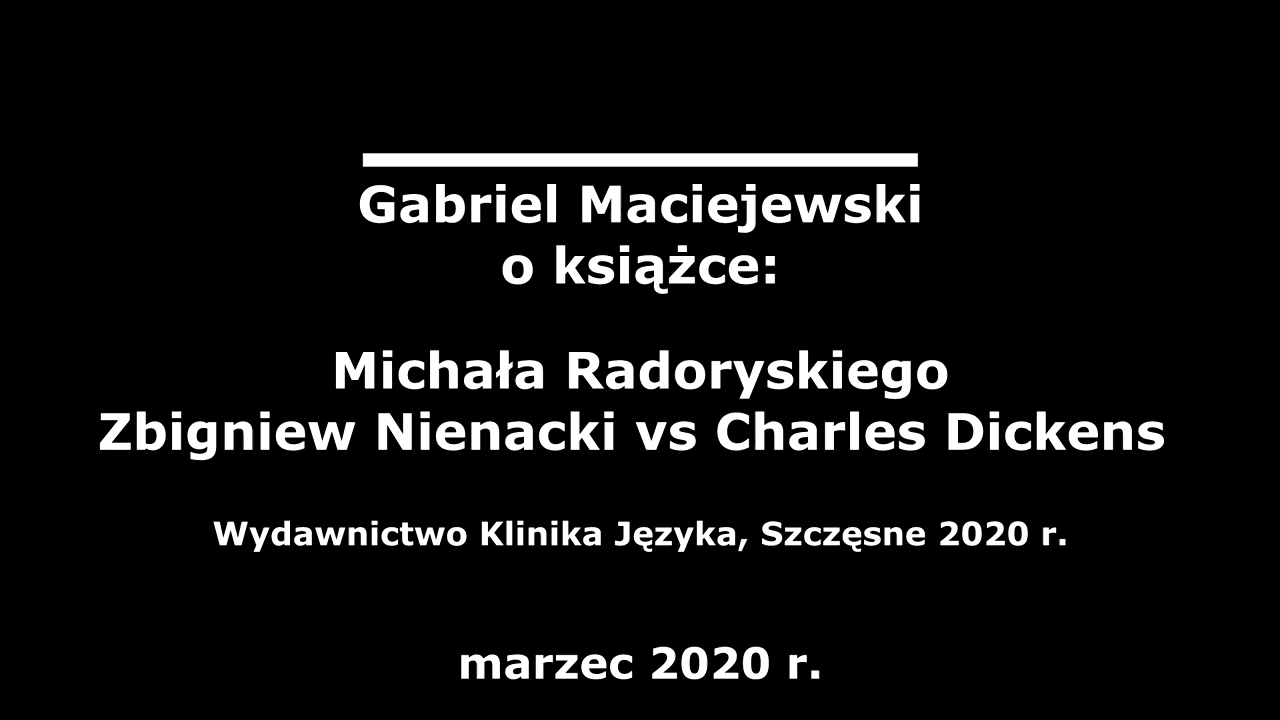 Gabriel Maciejewski
o książce:
Michała Radoryskiego
Zbigniew Nienacki vs Charles Dickens
Wydawnictwo Klinika Języka, Szczęsne 2020 r.
marzec 2020 r.